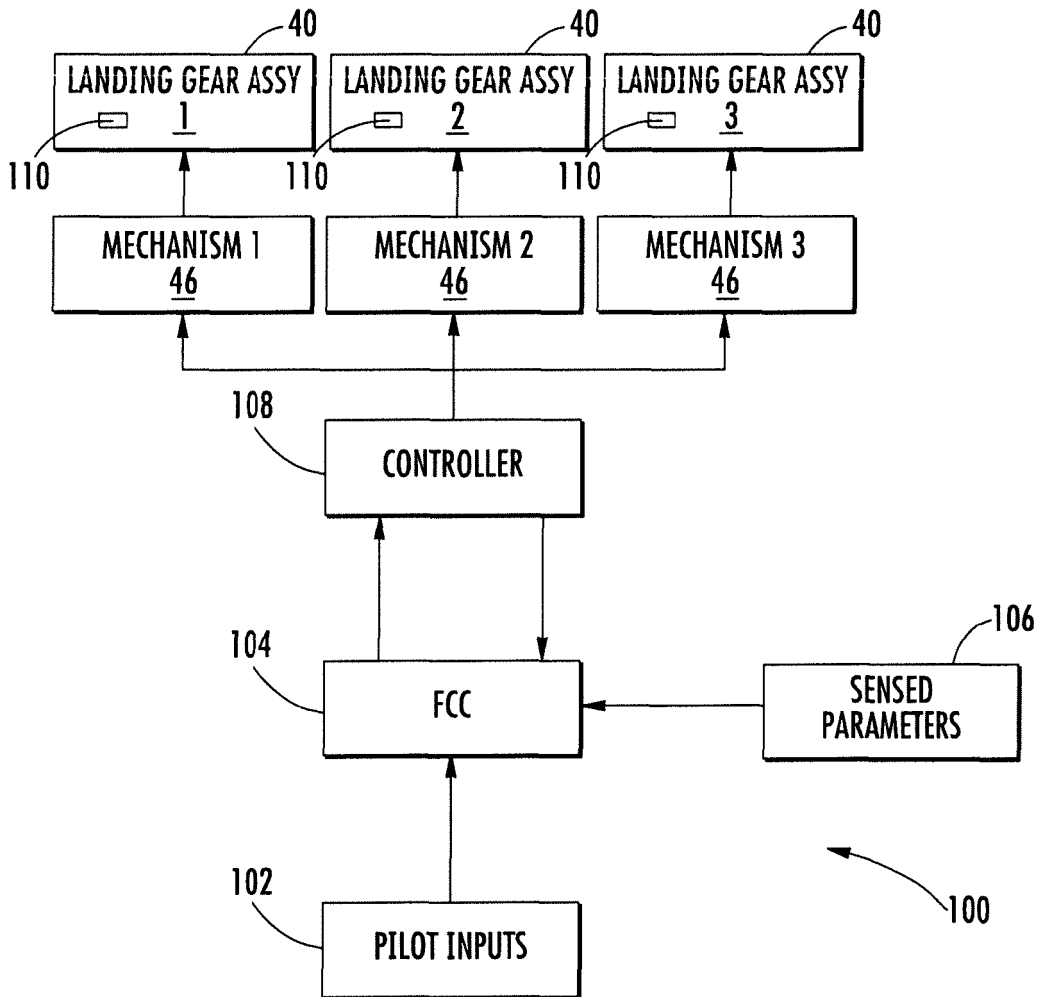 40
40
40
LANDING GEAR ASSY
1
LANDING GEAR ASSY
2
LANDING GEAR ASSY
3
110
110
110
MECHANISM 1
46
MECHANISM 2
46
MECHANISM 3
46
108
CONTROLLER
104
FCC
106
SENSED
PARAMETERS
102
PILOT INPUTS
100